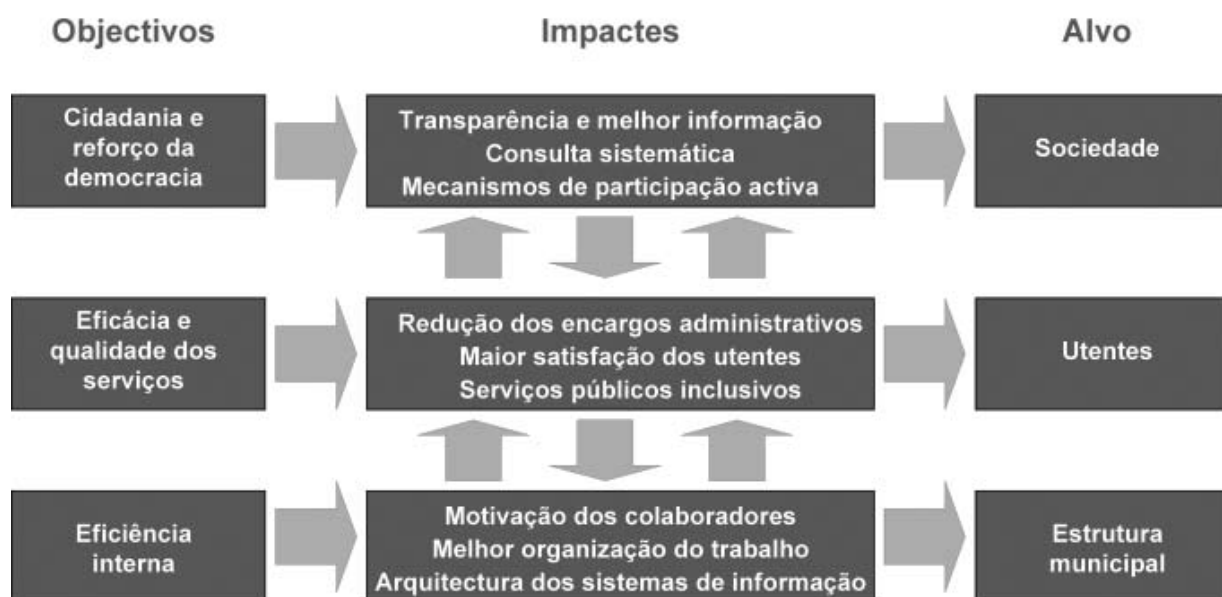 Objectivos
Impactes
Alvo
Cidadania e
reforço da
democracia
Transparência e melhor informação
Consulta sistemática
Mecanismos de participação activa
Sociedade
Eficácia e
qualidade dos
serviços
Redução dos encargos administrativos
Maior satisfação dos utentes
Serviços públicos inclusivos
Utentes
Eficiência
interna
Motivação dos colaboradores
Melhor organização do trabalho
Arquitectura dos sistemas de informação
Estrutura
municipal